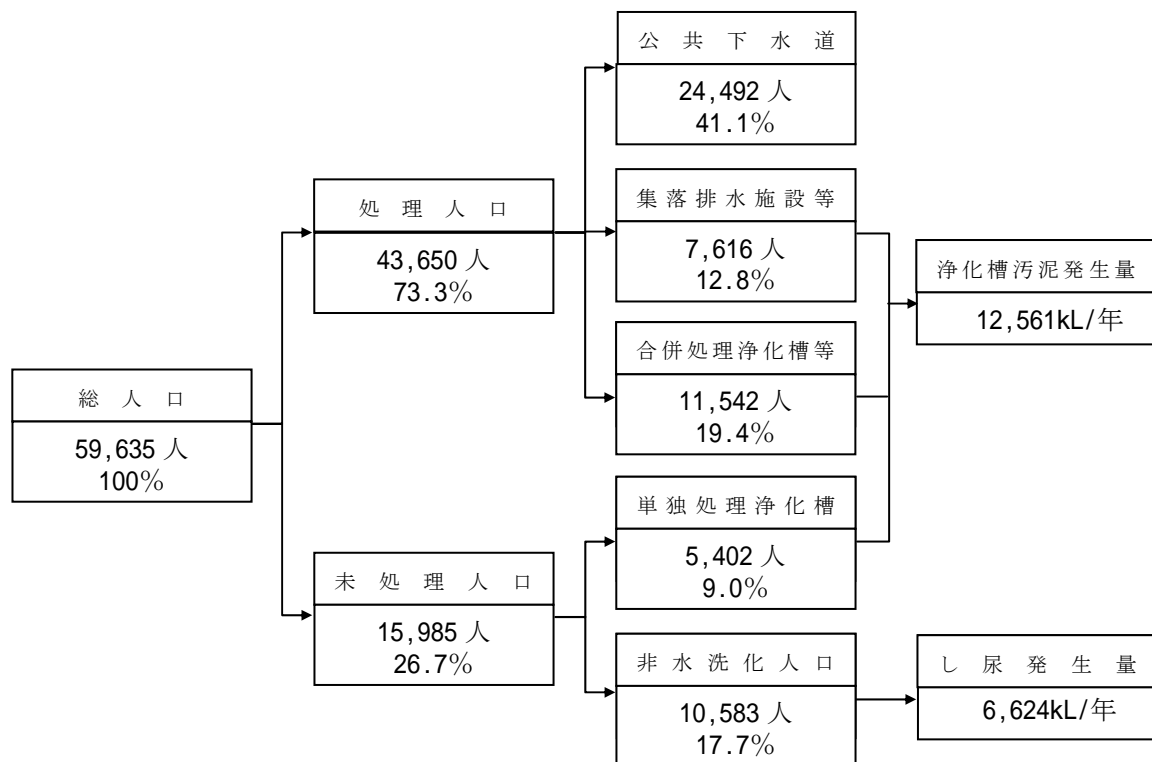 公共下水道
24,492 人
41.1%
処理人口
43,650 人
73.3%
集落排水施設等
7,616 人
12.8%
浄化槽汚泥発生量
12,561kL/年
合併処理浄化槽等
11,542 人
19.4%
総人口
59,635 人
100%
単独処理浄化槽
5,402 人
9.0%
未処理人口
15,985 人
26.7%
非水洗化人口
10,583 人
17.7%
し尿発生量
6,624kL/年